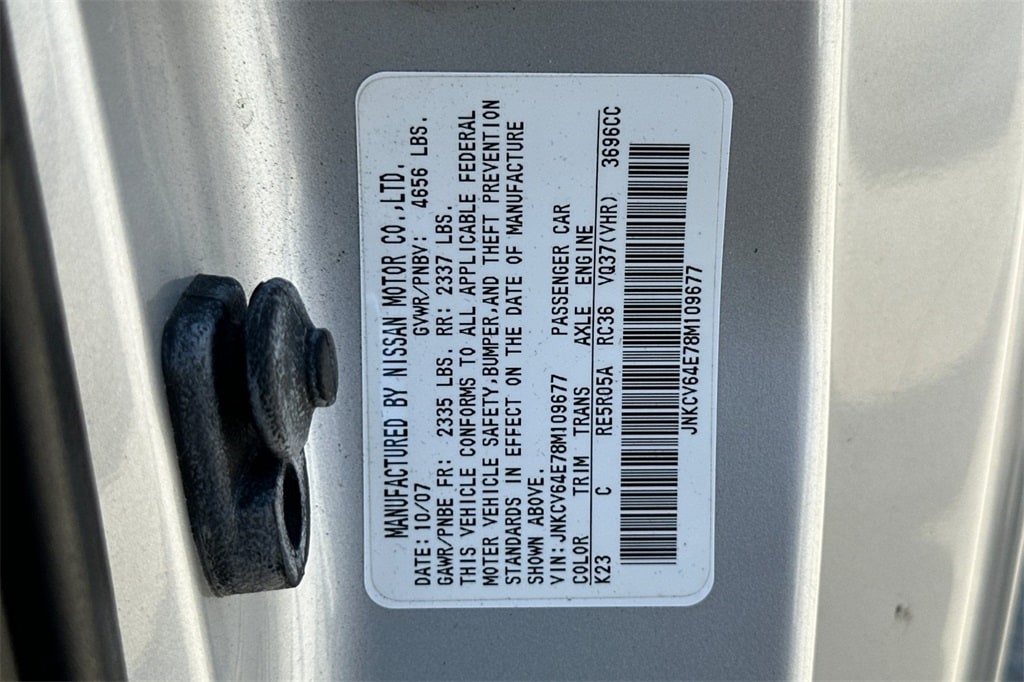 MANUFACTURED BY NISSAN MOTOR CO.,LTD.
DATE:10/07 GVWR/PNBV: 4656 LBS.
GAWR/PNBE FR: 2335 LBS. RR: 2337 LBS.
THIS VEHICLE CONFORMS TO ALL APPLICABLE FEDERAL
MOTOR VEHICLE SAFETY,BUMPER,AND THEFT PREVENTION
STANDARDS IN EFFECT ON THE DATE OF MANUFACTURE
SHOWN ABOVE.
VIN:JNKCV64E78M109677 PASSENGER CAR
COLOR TRIM TRANS AXLE ENGINE
K23 C RE5R05A RC36 VQ37(VHR) 3696CC
JNKCV64E78M109677